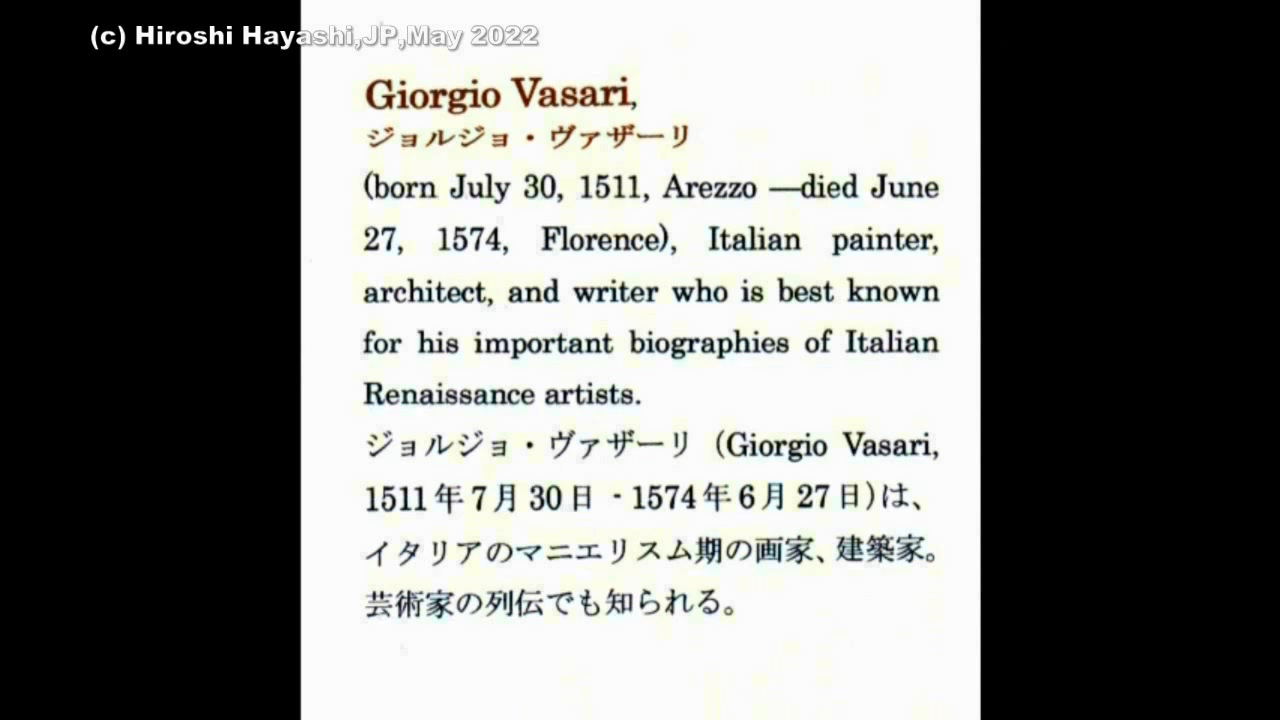 (c) Hiroshi Hayashi,JP,May 2022
Giorgio Vasari,
ジョルジョ・ヴァザーリ
(born July 30, 1511, Arezzo —died June
27, 1574, Florence), Italian painter,
architect, and writer who is best known
for his important biographies of Italian
Renaissance artists.
ジョルジョ・ヴァザーリ (Giorgio Vasari,
1511年7月30日 - 1574年6月27日)は、
イタリアのマニエリスム期の画家、建築家。
芸術家の列伝でも知られる。